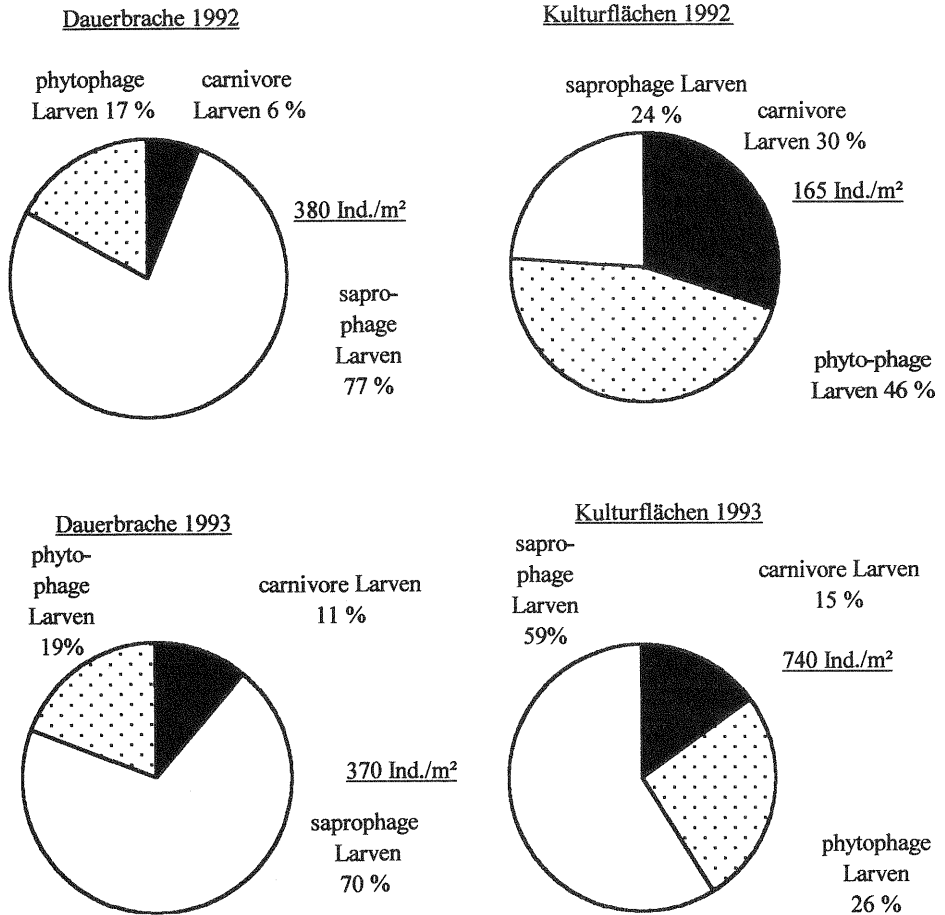 Dauerbrache 1992
phytophage
Larven 17 %
carnivore
Larven 6 %
380 Ind./m²
sapro-
phage
Larven
77 %
Kulturflächen 1992
saprophage Larven
24 %
carnivore
Larven 30 %
165 Ind./m²
phyto-phage
Larven 46 %
Dauerbrache 1993
phyto-
phage
Larven
19%
carnivore Larven
11 %
370 Ind./m²
saprophage
Larven
70 %
Kulturflächen 1993
sapro-
phage
Larven
59%
carnivore Larven
15 %
740 Ind./m²
phytophage
Larven
26 %